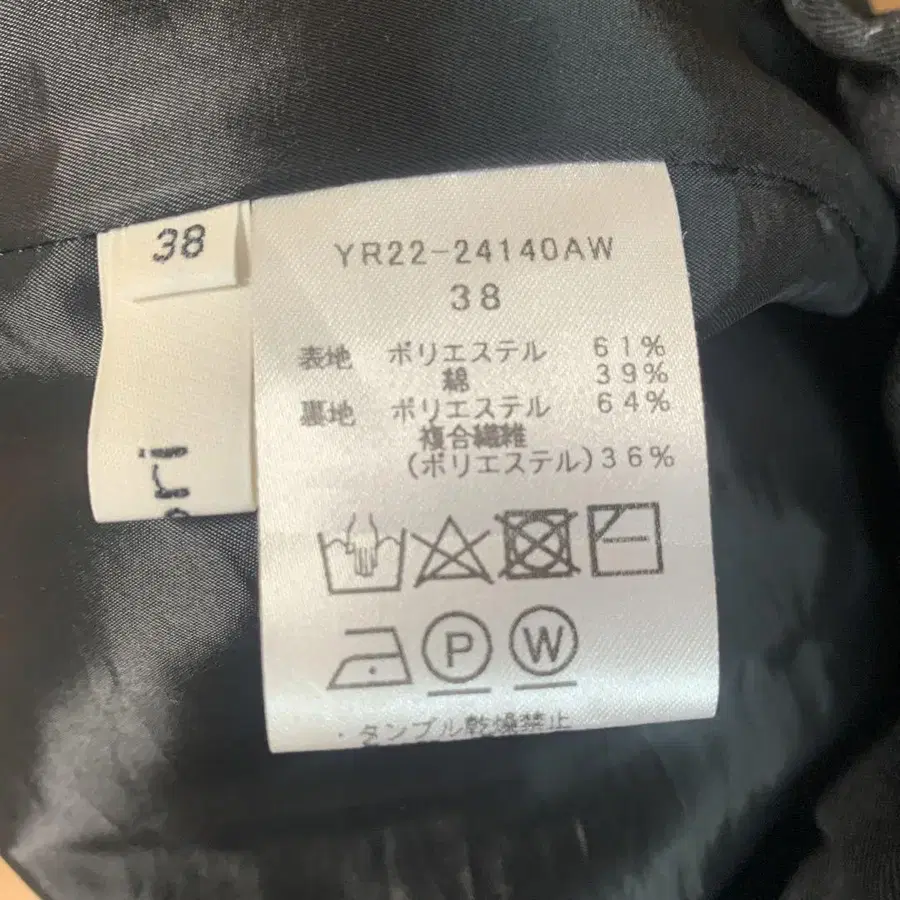 38
YR22-24140AW
38
表地 ポリエステル 61%
綿 39%
裏地 ポリエステル 64%
複合繊維
(ポリエステル)36%
P W
・タンブル乾燥禁止